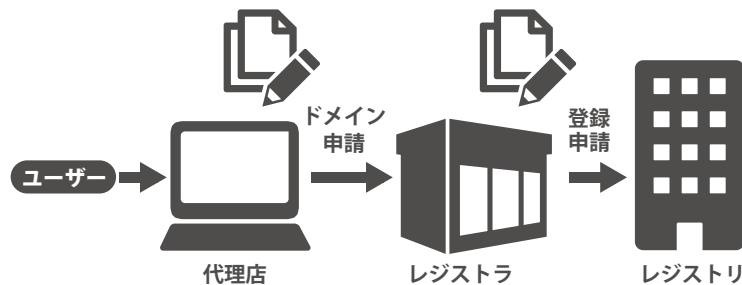 ドメイン
申請
登録
申請
ユーザー
代理店
レジストラ
レジストリ